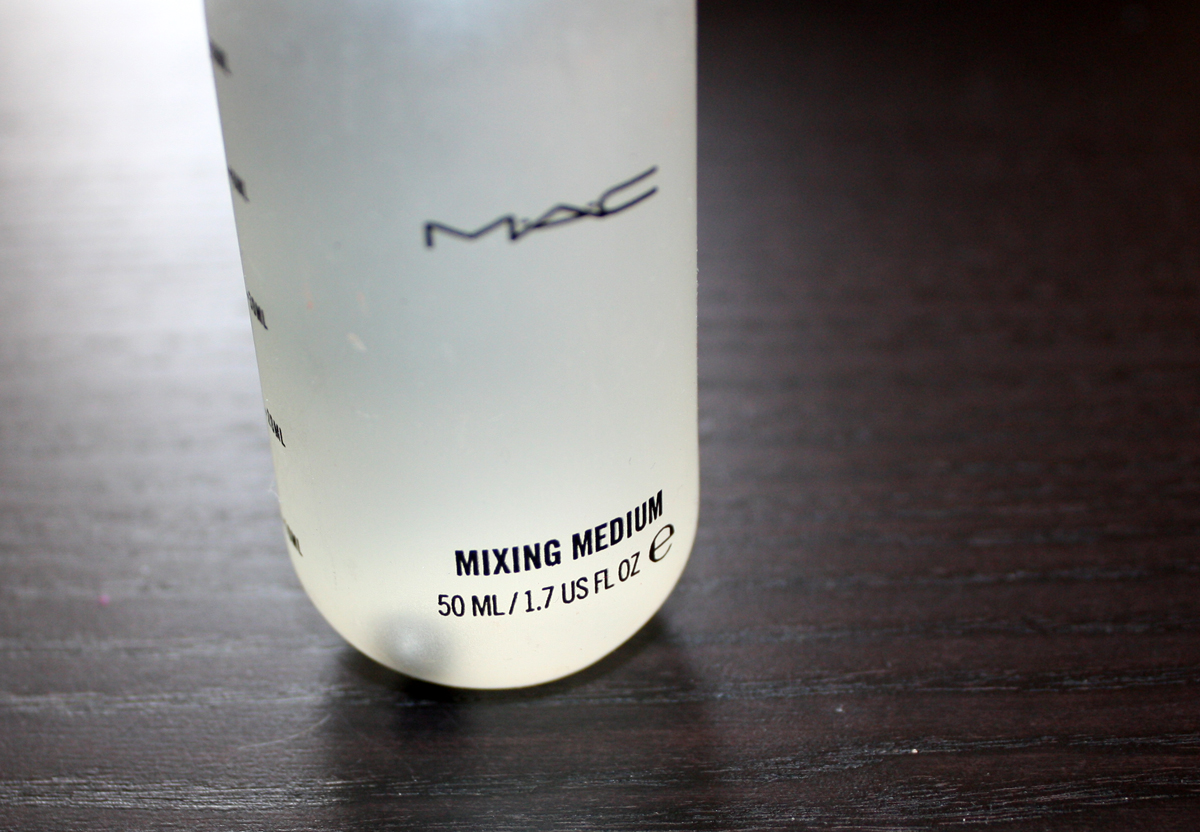 MAC
MIXING MEDIUM
50 ML / 1.7 US FL OZ e